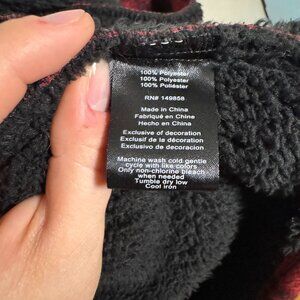 100% Polyester
100% Polyester
100% Poliéster
RN# 149858
Made in China
Fabriqué en Chine
Hecho en China
Exclusive of decoration
Exclusif de la décoration
Exclusivo de decoración
Machine wash cold gentle
cycle with like colors
Only non-chlorine bleach
when needed
Tumble dry low
Cool iron